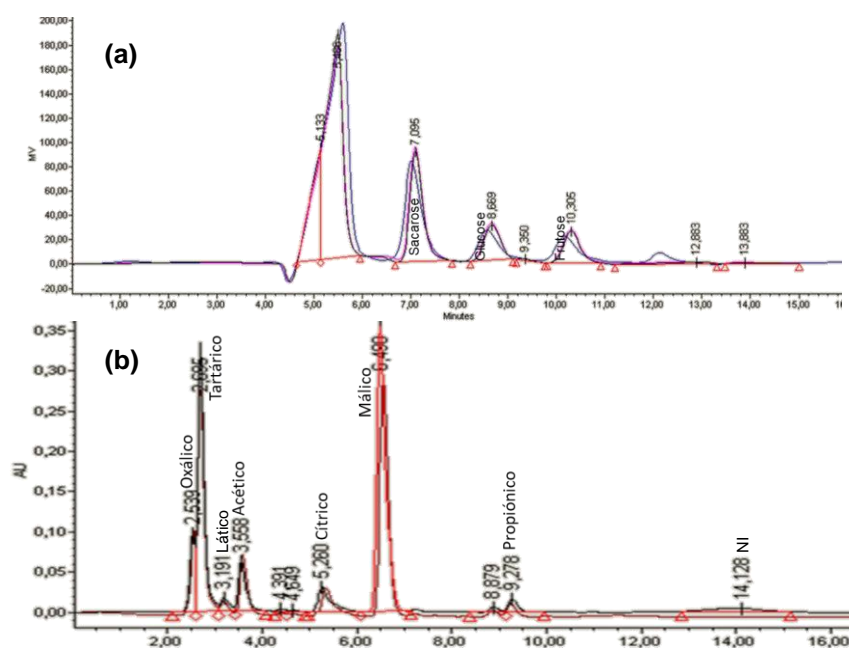 (a)
200,00
180,00
160,00
140,00
120,00
100,00
80,00
60,00
40,00
20,00
0,00
-20,00
MV
5,133
7,095
Sacarose
8,669
Glucose
9,350
10,305
Frutose
12,883
13,883
1,00 2,00 3,00 4,00 5,00 6,00 7,00 8,00 9,00 10,00 11,00 12,00 13,00 14,00 15,00
Minutes
(b)
0,35
0,30
0,25
0,20
0,15
0,10
0,05
0,00
AU
2,539 Oxálico
2,695 Tartárico
3,191 Lático
3,558 Acético
4,391
4,649
5,260 Cítrico
Málico 6,490
8,879
9,278 Propiónico
14,128 NI
2,00 4,00 6,00 8,00 10,00 12,00 14,00 16,00